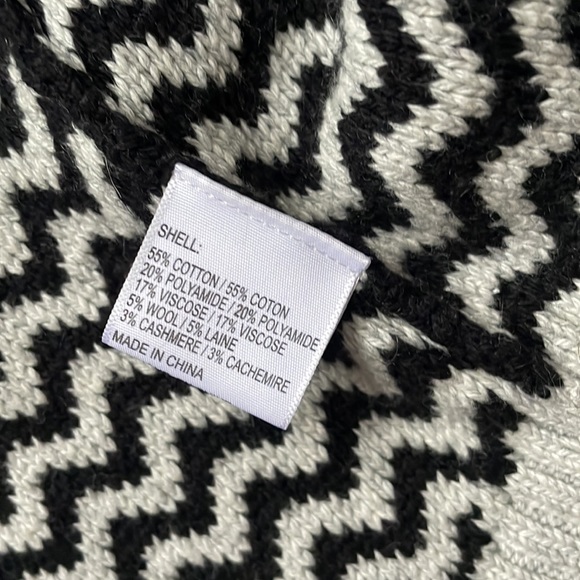 SHELL:
55% COTTON / 55% COTON
20% POLYAMIDE / 20% POLYAMIDE
17% VISCOSE / 17% VISCOSE
5% WOOL / 5% LAINE
3% CASHMERE / 3% CACHEMIRE
MADE IN CHINA